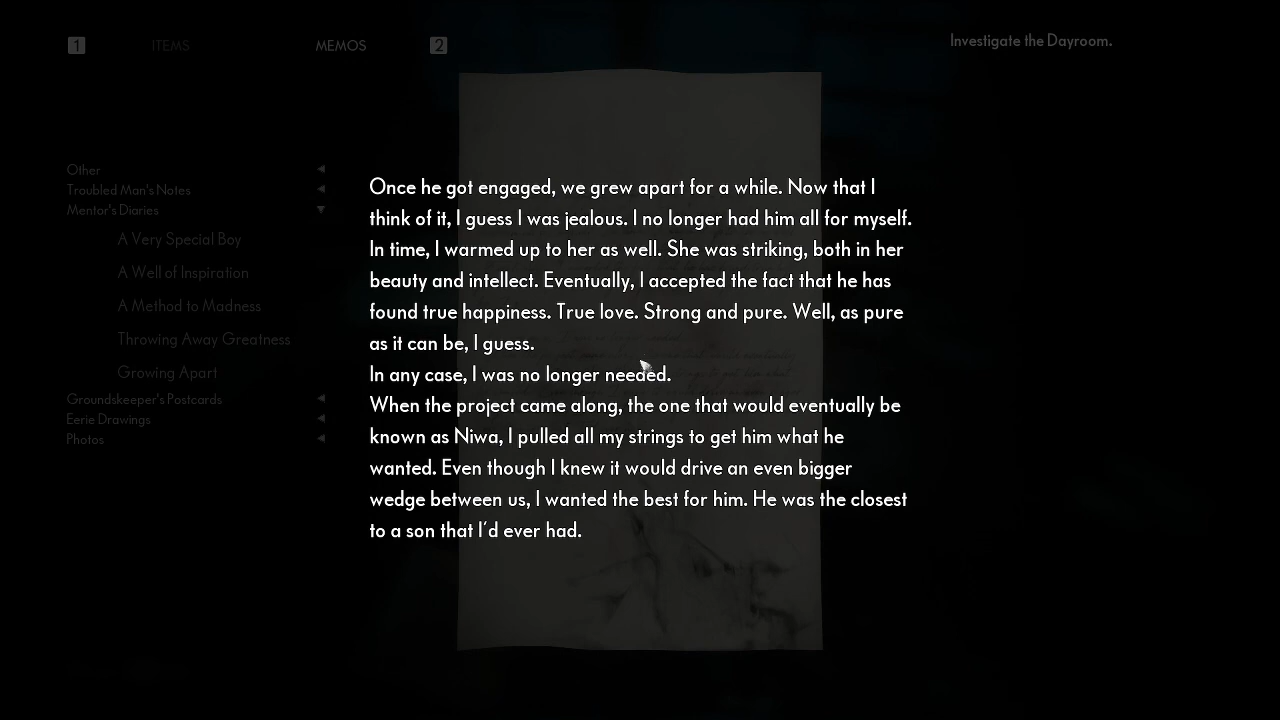 1 ITEMS MEMOS 2
Investigate the Dayroom.
Other
Troubled Man's Notes
Mentor's Diaries
A Very Special Boy
A Well of Inspiration
A Method to Madness
Throwing Away Greatness
Growing Apart
Groundskeeper's Postcards
Eerie Drawings
Photos
Once he got engaged, we grew apart for a while. Now that I
think of it, I guess I was jealous. I no longer had him all for myself.
In time, I warmed up to her as well. She was striking, both in her
beauty and intellect. Eventually, I accepted the fact that he has
found true happiness. True love. Strong and pure. Well, as pure
as it can be, I guess.
In any case, I was no longer needed.
When the project came along, the one that would eventually be
known as Niwa, I pulled all my strings to get him what he
wanted. Even though I knew it would drive an even bigger
wedge between us, I wanted the best for him. He was the closest
to a son that I'd ever had.